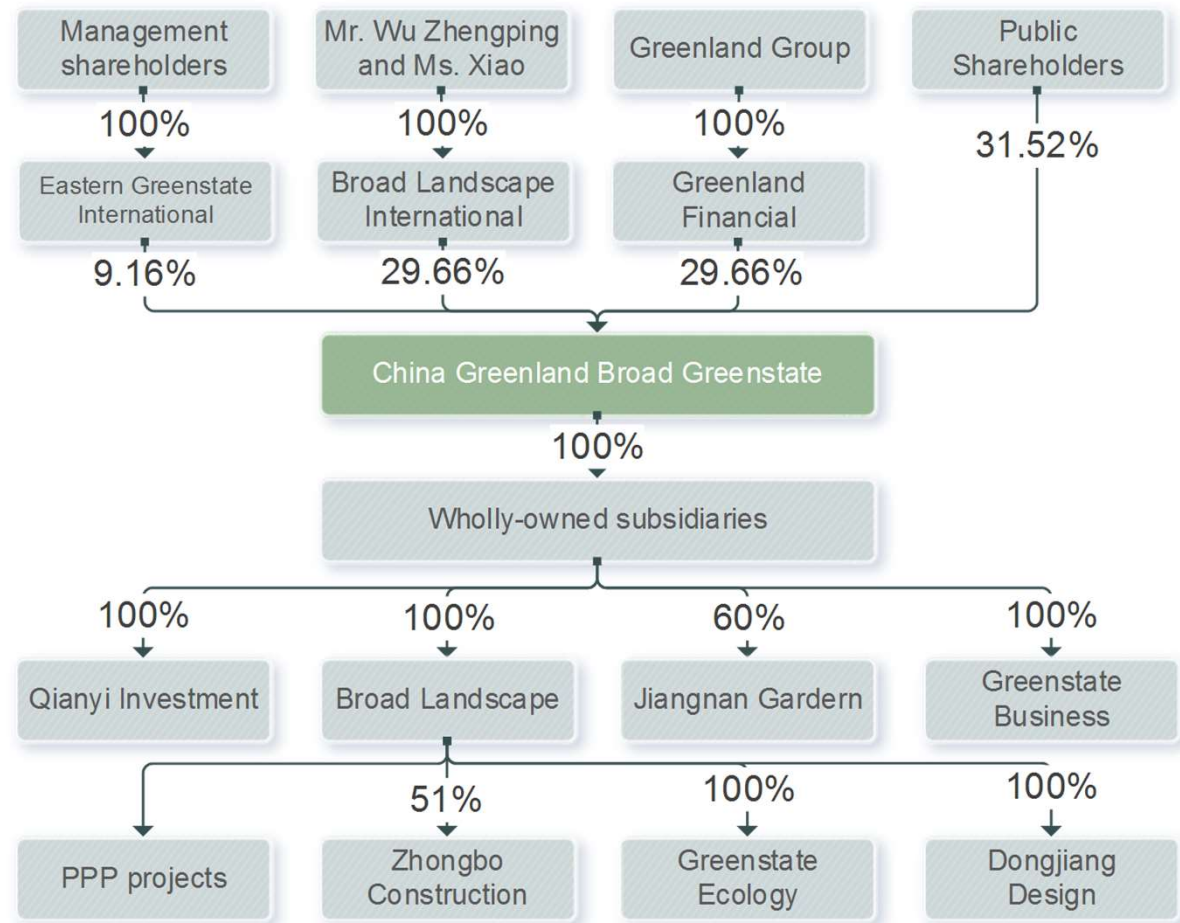 Management
shareholders
Mr. Wu Zhengping
and Ms. Xiao
Greenland Group
Public
Shareholders
100%
100%
100%
31.52%
Eastern Greenstate
International
Broad Landscape
International
Greenland
Financial
9.16%
29.66%
29.66%
China Greenland Broad Greenstate
100%
Wholly-owned subsidiaries
100%
100%
60%
100%
Qianyi Investment
Broad Landscape
Jiangnan Gardern
Greenstate
Business
51%
100%
100%
PPP projects
Zhongbo
Construction
Greenstate
Ecology
Dongjiang
Design